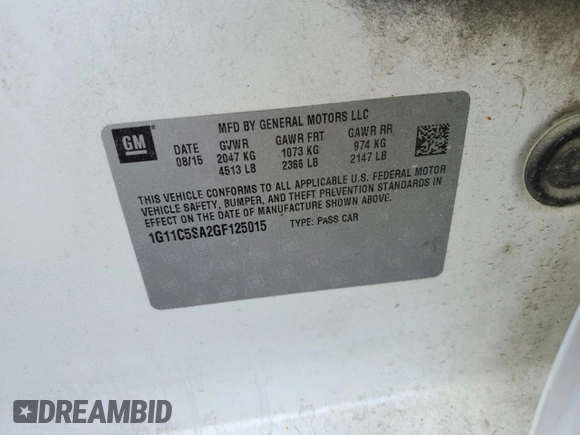 GM
MFD BY GENERAL MOTORS LLC
DATE GVWR GAWR FRT GAWR RR
08/15 2047 KG 1073 KG 974 KG
4513 LB 2366 LB 2147 LB
THIS VEHICLE CONFORMS TO ALL APPLICABLE U.S. FEDERAL MOTOR
VEHICLE SAFETY, BUMPER, AND THEFT PREVENTION STANDARDS IN
EFFECT ON THE DATE OF MANUFACTURE SHOWN ABOVE.
1G11C5SA2GF125015 TYPE: PASS CAR
DREAMBID